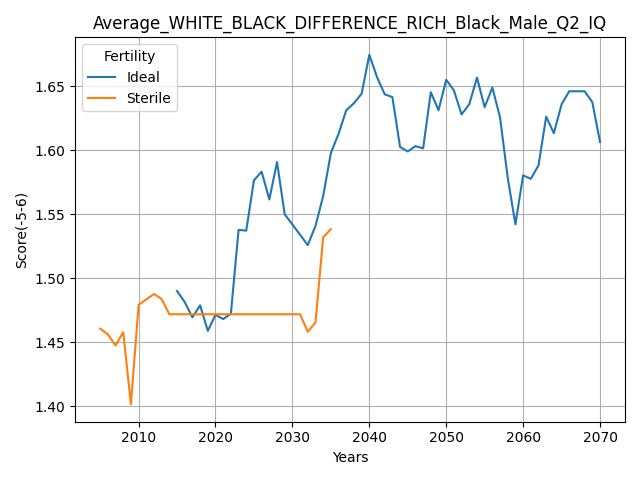 Average_WHITE_BLACK_DIFFERENCE_RICH_Black_Male_Q2_IQ
Fertility
Ideal
Sterile
Score(-5-6)
1.65
1.60
1.55
1.50
1.45
1.40
2010 2020 2030 2040 2050 2060 2070
Years